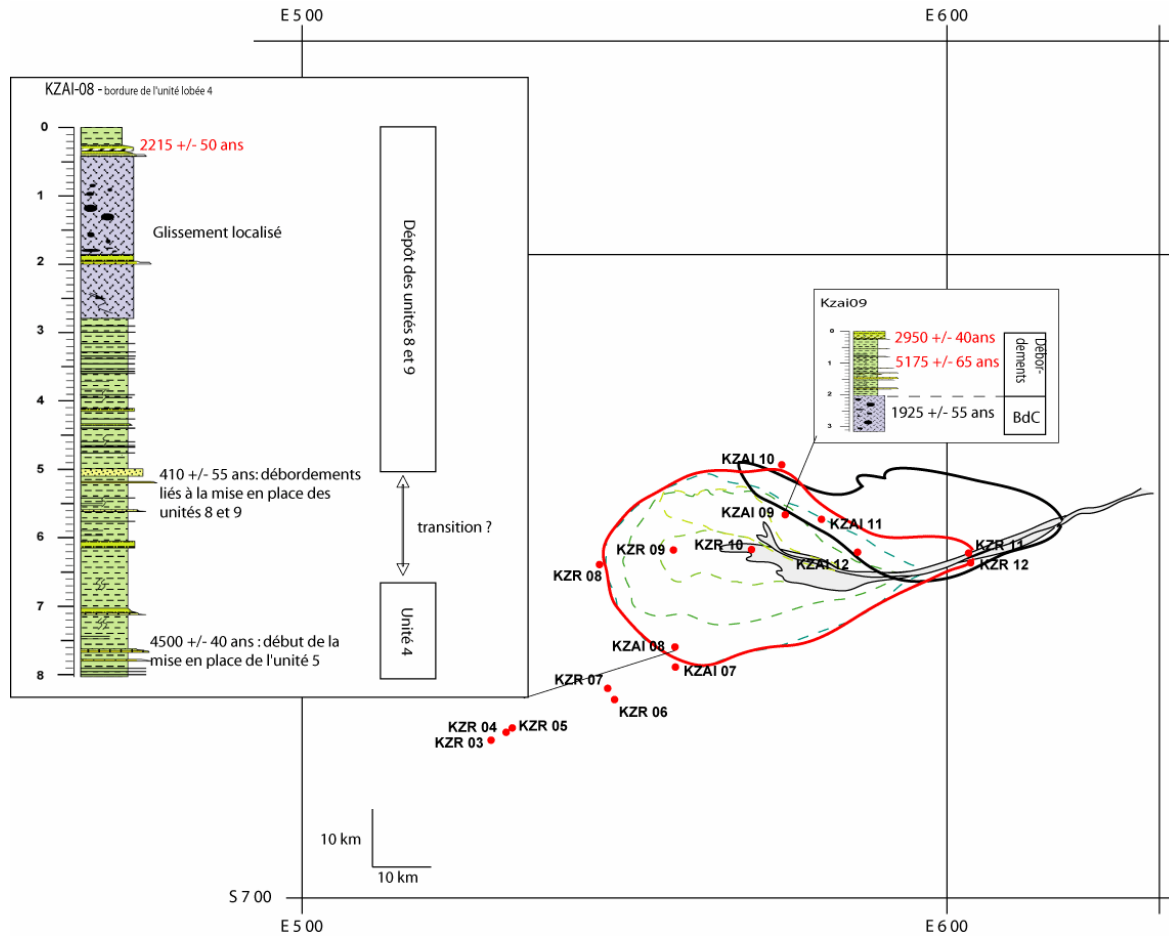 E 5 00
E 6 00
KZAI-08 - bordure de l'unité lobée 4
0
2215 +/- 50 ans
1
Glissement localisé
2
3
4
5
410 +/- 55 ans: débordements
liés à la mise en place des
unités 8 et 9
6
7
4500 +/- 40 ans : début de la
mise en place de l'unité 5
8
Dépôt des unités 8 et 9
transition ?
Unité 4
Kzai09
0
2950 +/- 40ans
1
5175 +/- 65 ans
2
1925 +/- 55 ans
3
Débor-
dements
BdC
KZAI 10
KZAI 09
KZAI 11
KZR 09
KZR 10
KZAI 12
KZR 11
KZR 12
KZR 08
KZAI 08
KZAI 07
KZR 07
KZR 06
KZR 04
KZR 05
KZR 03
10 km
10 km
S 7 00
E 5 00
E 6 00